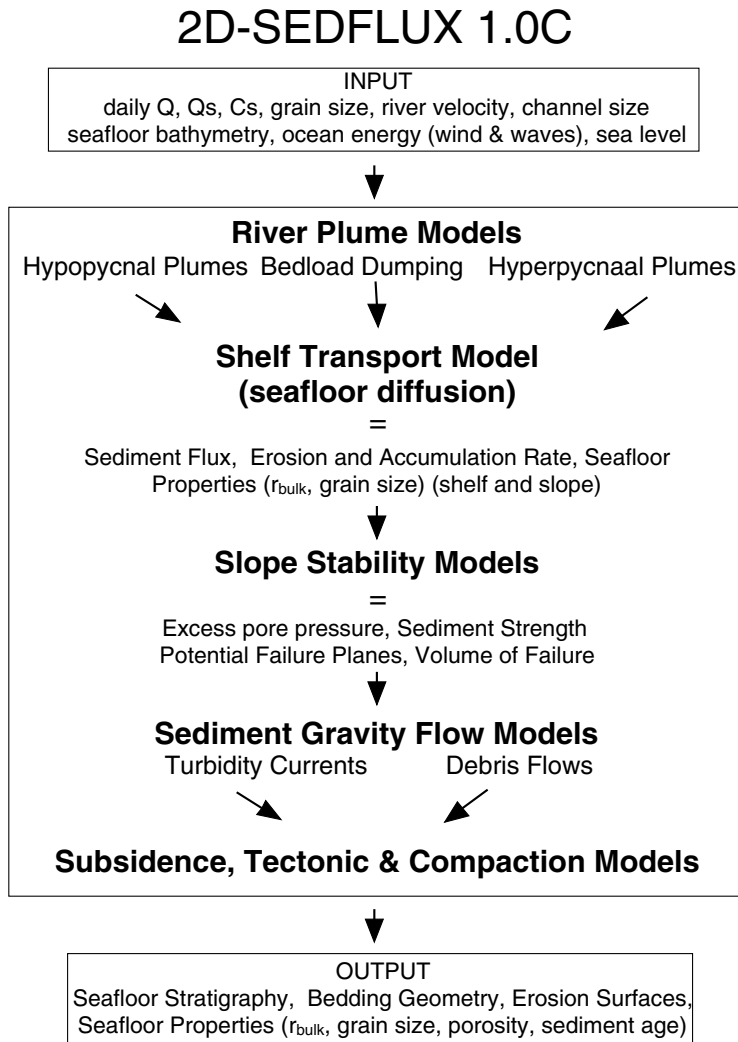 2D-SEDFLUX 1.0C
INPUT
daily Q, Qs, Cs, grain size, river velocity, channel size
seafloor bathymetry, ocean energy (wind & waves), sea level
River Plume Models
Hypopycnal Plumes Bedload Dumping Hyperpycnaal Plumes
Shelf Transport Model
(seafloor diffusion)
=
Sediment Flux, Erosion and Accumulation Rate, Seafloor
Properties (rbulk, grain size) (shelf and slope)
Slope Stability Models
=
Excess pore pressure, Sediment Strength
Potential Failure Planes, Volume of Failure
Sediment Gravity Flow Models
Turbidity Currents Debris Flows
Subsidence, Tectonic & Compaction Models
OUTPUT
Seafloor Stratigraphy, Bedding Geometry, Erosion Surfaces,
Seafloor Properties (rbulk, grain size, porosity, sediment age)